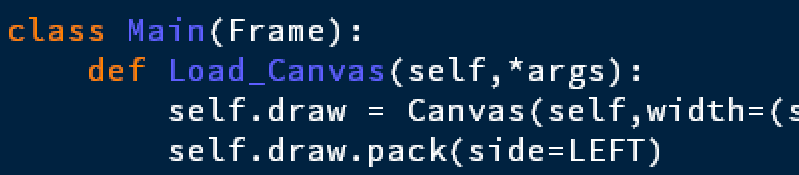 class Main(Frame):
    def Load_Canvas(self,*args):
        self.draw = Canvas(self,width=(s
        self.draw.pack(side=LEFT)